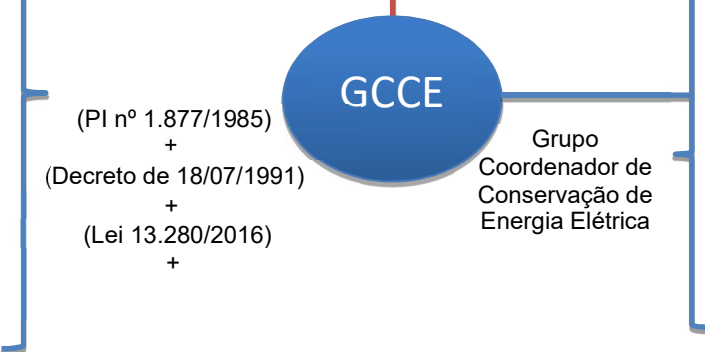 GCCE
(PI nº 1.877/1985)
+
(Decreto de 18/07/1991)
+
(Lei 13.280/2016)
+
Grupo
Coordenador de
Conservação de
Energia Elétrica